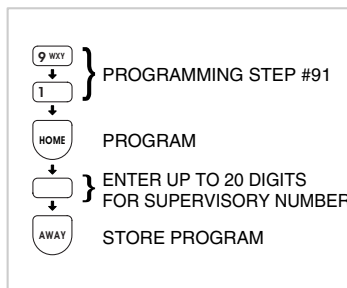 9 WXY
1
PROGRAMMING STEP #91
HOME
PROGRAM
ENTER UP TO 20 DIGITS
FOR SUPERVISORY NUMBER
AWAY
STORE PROGRAM